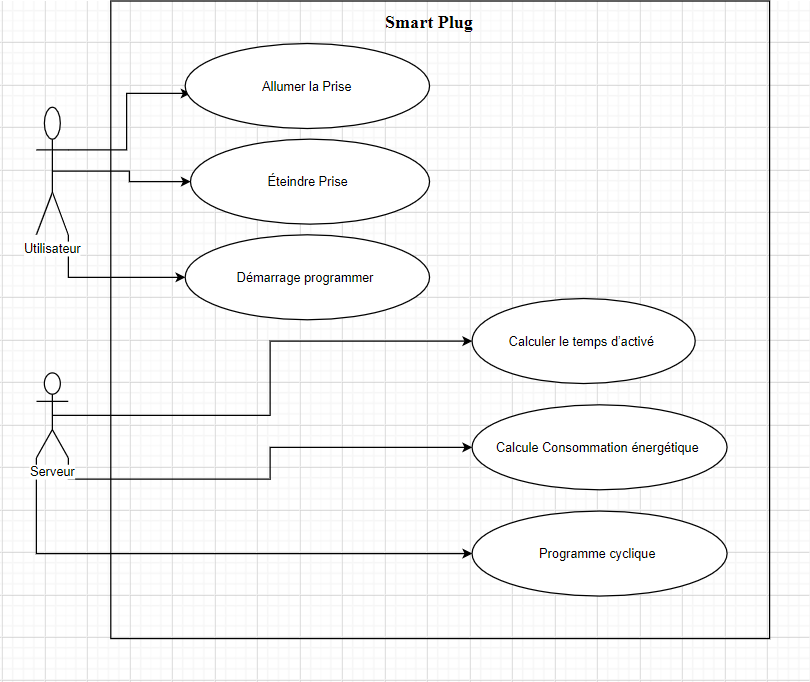 Smart Plug
Allumer la Prise
Éteindre Prise
Utilisateur
Démarrage programmer
Calculer le temps d'activé
Calcule Consommation énergétique
Serveur
Programme cyclique